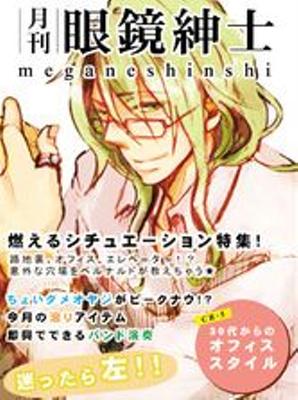 月刊
眼鏡紳士
meganeshinshi
燃えるシチュエーション特集!
路地裏、オフィス、エレベーター!?
意外な穴場をベルナルドが教えちゃう★
ちょいダメオヤジがピークナウ!?
今月の滾りアイテム
即興でできるバンド演奏
CR-5
30代からの
オフィス
スタイル
迷ったら左!!